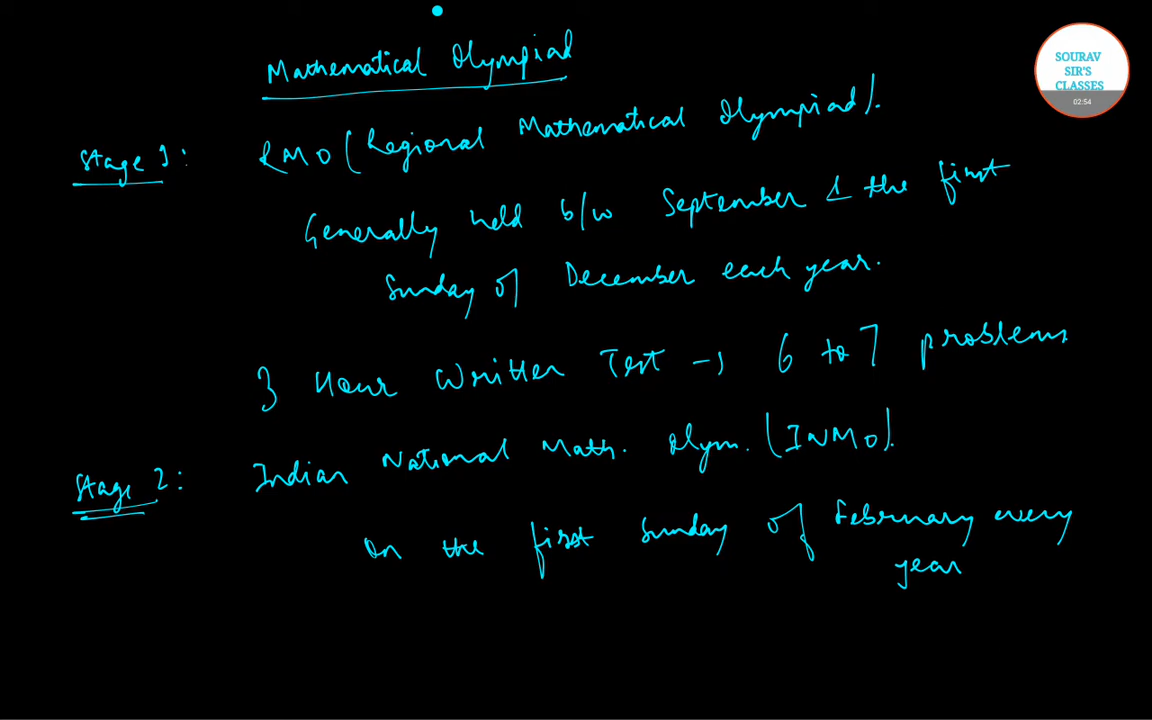 Mathematical Olympiad
SOURAV
SIR'S
CLASSES
02:54
Stage 1: RMO (Regional Mathematical Olympiad).
Generally held b/w September & the first
Sunday of December each year.
3 Hour Written Test → 6 to 7 problems
Stage 2: Indian National Math. Olym. (INMO).
On the first Sunday of February every
year